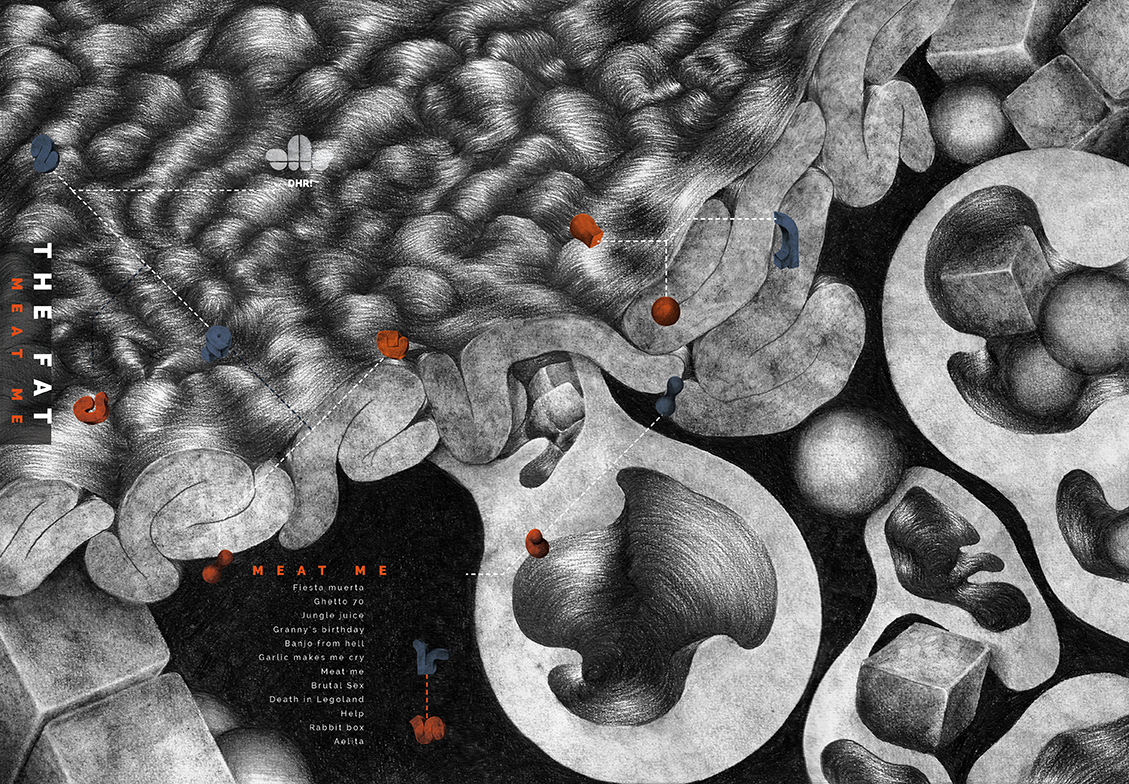 THE FAT
MEAT ME
DHR!
MEAT ME
Fiesta muerta
Ghetto 70
Jungle juice
Granny's birthday
Banjo from hell
Garlic makes me cry
Meat me
Brutal Sex
Death in Legoland
Help
Rabbit box
Aelita